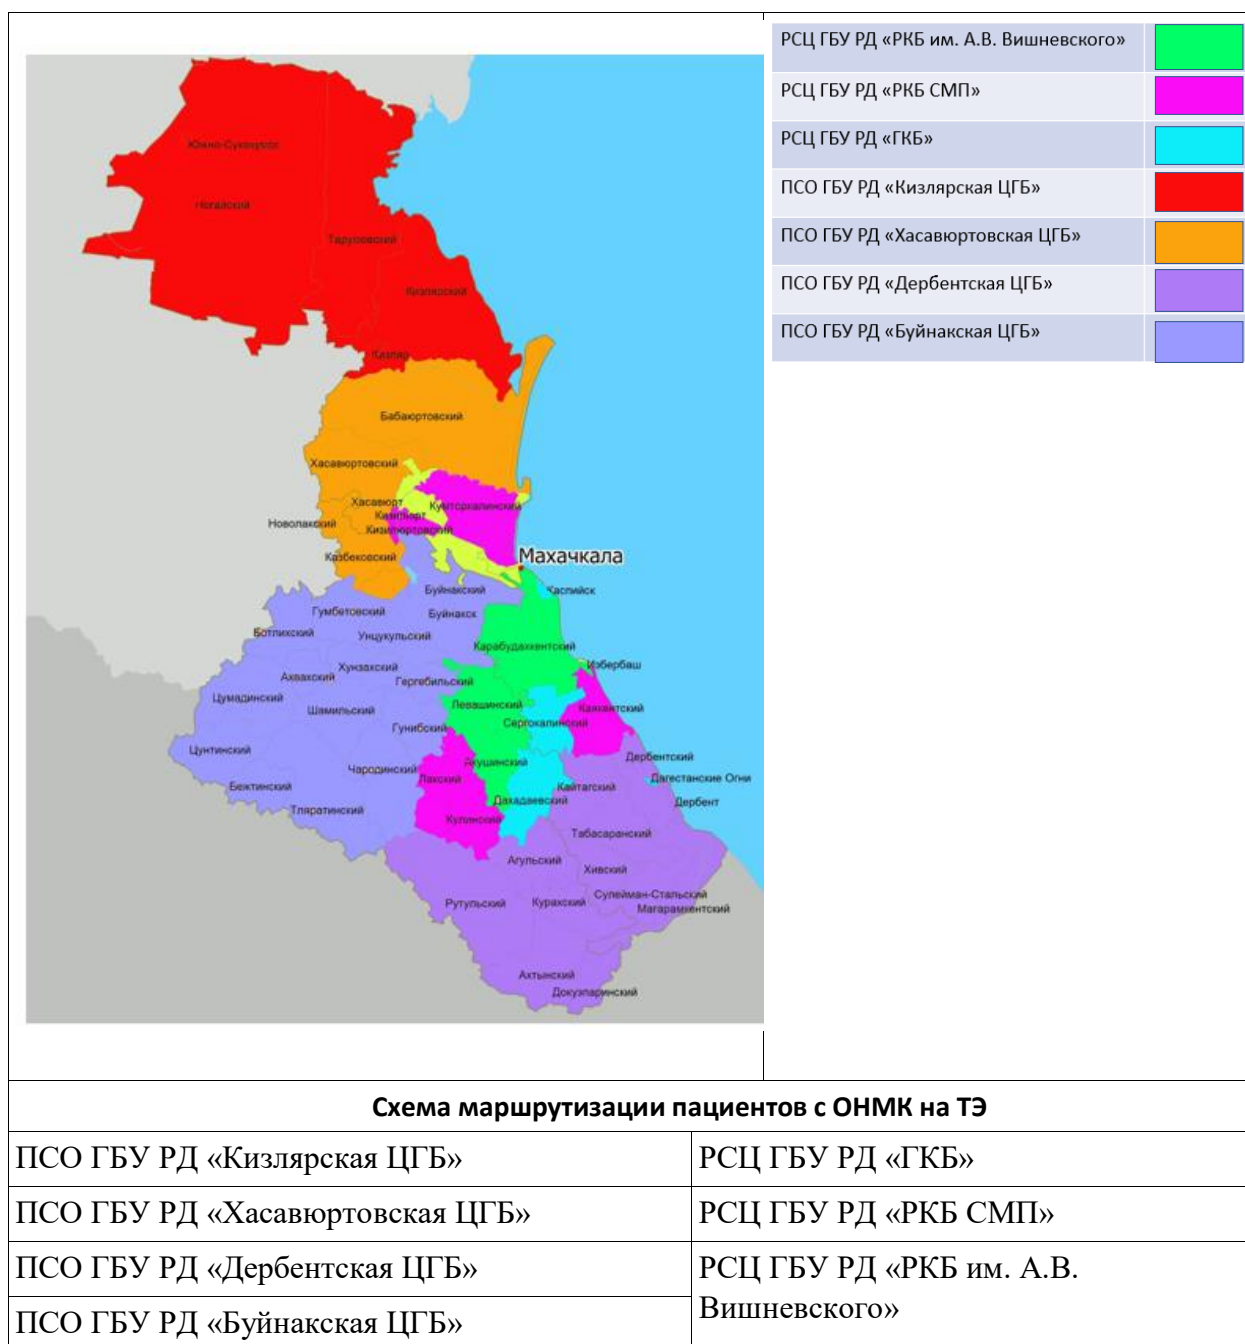 РСЦ ГБУ РД «РКБ им. А.В. Вишневского»
РСЦ ГБУ РД «РКБ СМП»
РСЦ ГБУ РД «ГКБ»
ПСО ГБУ РД «Кизлярская ЦГБ»
ПСО ГБУ РД «Хасавюртовская ЦГБ»
ПСО ГБУ РД «Дербентская ЦГБ»
ПСО ГБУ РД «Буйнакская ЦГБ»
Ногайский
Тарумовский
Кизлярский
Кизляр
Бабаюртовский
Хасавюртовский
Хасавюрт
Кумторкалинский
Новолакский
Кизилюртовский
Казбековский
Махачкала
Буйнакский
Каспийск
Гумбетовский
Буйнакск
Ботлихский
Унцукульский
Карабудахкентский
Избербаш
Хунзахский
Ахвахский
Гергебильский
Цумадинский
Левашинский
Каякентский
Шамильский
Сергокалинский
Гунибский
Цунтинский
Дербентский
Акушинский
Чародинский
Лакский
Дагестанские Огни
Бежтинский
Кайтагский
Дахадаевский
Дербент
Тляратинский
Кулинский
Табасаранский
Агульский
Хивский
Сулейман-Стальский
Рутульский
Курахский
Магарамкентский
Ахтынский
Докузпаринский
Схема маршрутизации пациентов с ОНМК на ТЭ
ПСО ГБУ РД «Кизлярская ЦГБ»
РСЦ ГБУ РД «ГКБ»
ПСО ГБУ РД «Хасавюртовская ЦГБ»
РСЦ ГБУ РД «РКБ СМП»
ПСО ГБУ РД «Дербентская ЦГБ»
РСЦ ГБУ РД «РКБ им. А.В.
Вишневского»
ПСО ГБУ РД «Буйнакская ЦГБ»